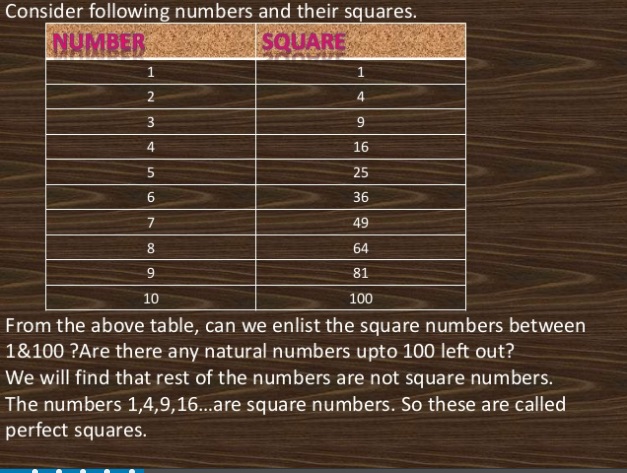 Consider following numbers and their squares.
NUMBER SQUARE
1 1
2 4
3 9
4 16
5 25
6 36
7 49
8 64
9 81
10 100
From the above table, can we enlist the square numbers between
1&100 ?Are there any natural numbers upto 100 left out?
We will find that rest of the numbers are not square numbers.
The numbers 1,4,9,16...are square numbers. So these are called
perfect squares.